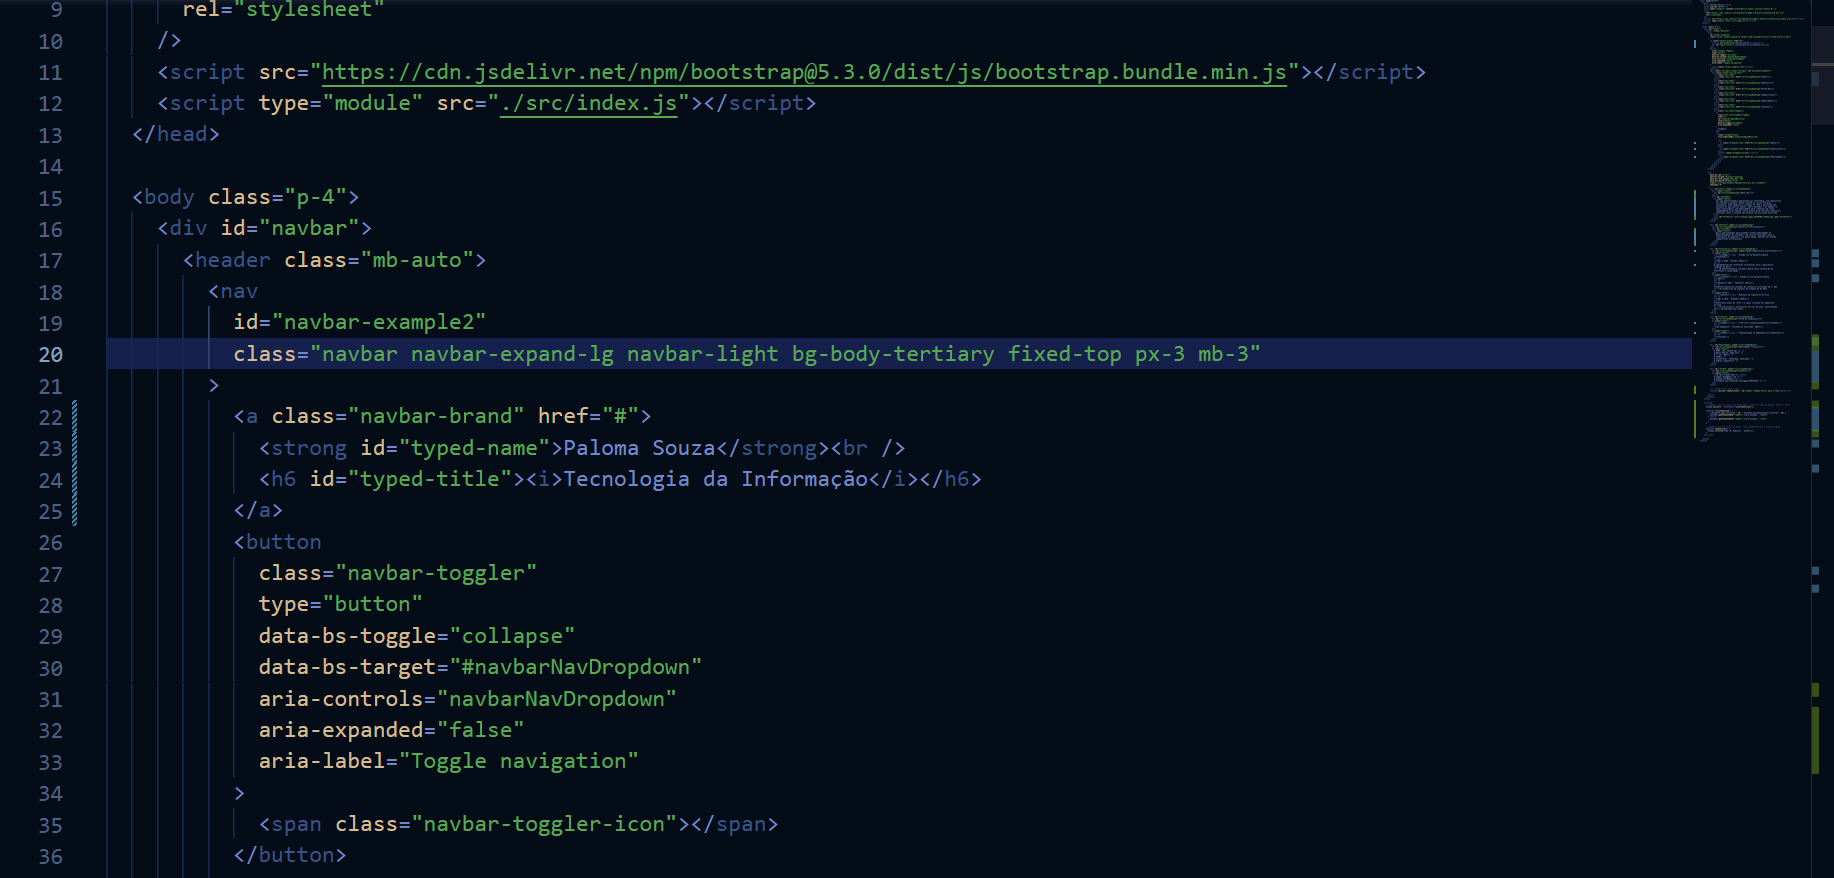 9 rel="stylesheet"
10 />
11 <script src="https://cdn.jsdelivr.net/npm/bootstrap@5.3.0/dist/js/bootstrap.bundle.min.js"></script>
12 <script type="module" src="./src/index.js"></script>
13 </head>
14
15 <body class="p-4">
16 <div id="navbar">
17 <header class="mb-auto">
18 <nav
19 id="navbar-example2"
20 class="navbar navbar-expand-lg navbar-light bg-body-tertiary fixed-top px-3 mb-3"
21 >
22 <a class="navbar-brand" href="#">
23 <strong id="typed-name">Paloma Souza</strong><br />
24 <h6 id="typed-title"><i>Tecnologia da Informação</i></h6>
25 </a>
26 <button
27 class="navbar-toggler"
28 type="button"
29 data-bs-toggle="collapse"
30 data-bs-target="#navbarNavDropdown"
31 aria-controls="navbarNavDropdown"
32 aria-expanded="false"
33 aria-label="Toggle navigation"
34 >
35 <span class="navbar-toggler-icon"></span>
36 </button>